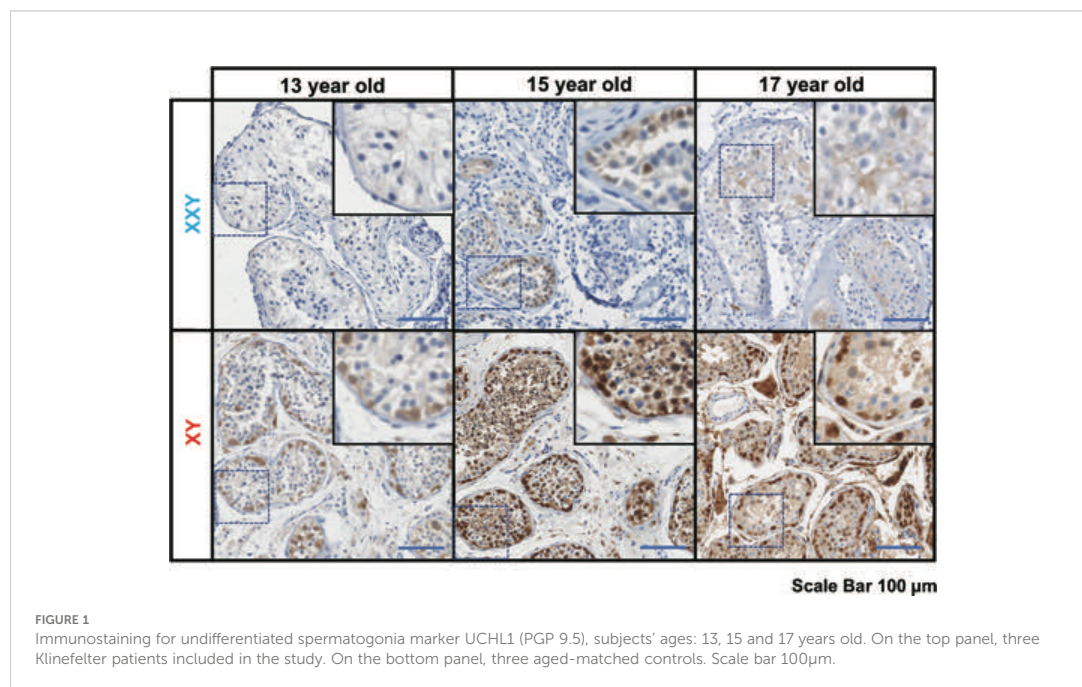 13 year old
15 year old
17 year old
XXY
XY
Scale Bar 100 µm
FIGURE 1
Immunostaining for undifferentiated spermatogonia marker UCHL1 (PGP 9.5), subjects’ ages: 13, 15 and 17 years old. On the top panel, three
Klinefelter patients included in the study. On the bottom panel, three aged-matched controls. Scale bar 100µm.